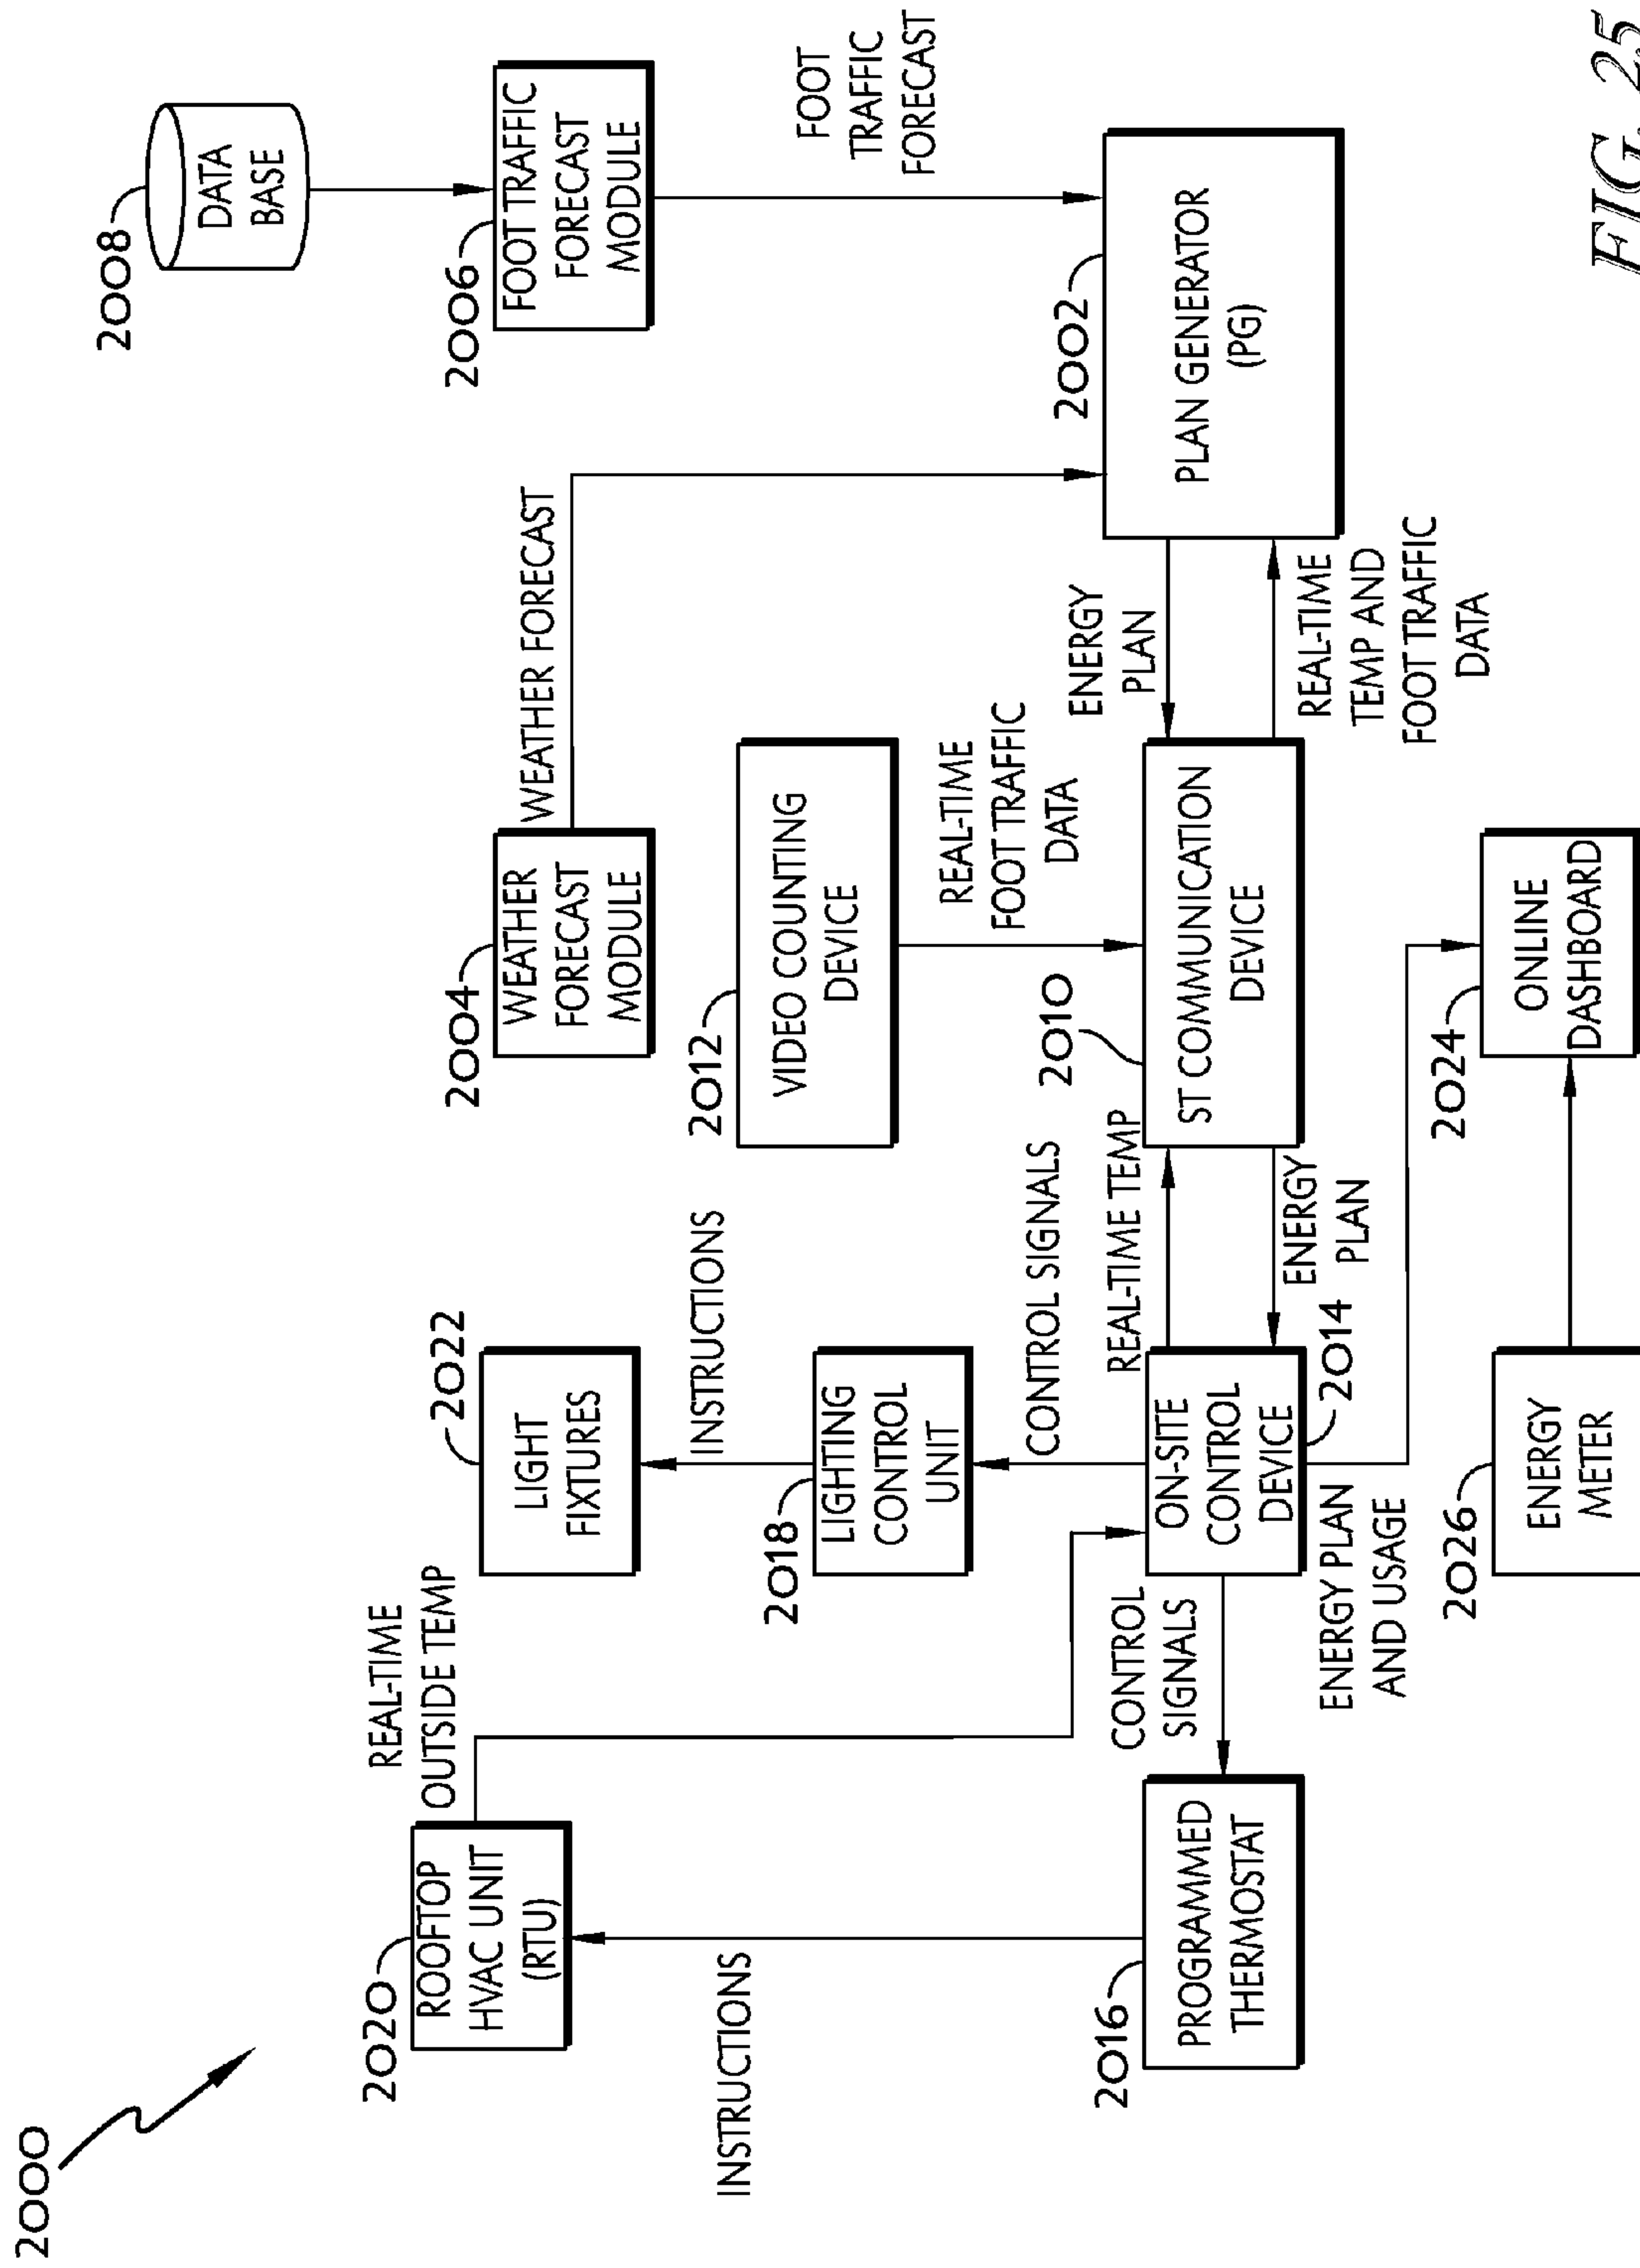 2000
2008
DATA
BASE
2020
ROOFTOP
HVAC UNIT
(RTU)
REAL-TIME
OUTSIDE TEMP
2022
LIGHT
FIXTURES
2004
WEATHER
FORECAST
MODULE
WEATHER FORECAST
2006
FOOT TRAFFIC
FORECAST
MODULE
INSTRUCTIONS
INSTRUCTIONS
2012
VIDEO COUNTING
DEVICE
FOOT
TRAFFIC
FORECAST
2018
LIGHTING
CONTROL
UNIT
REAL-TIME
FOOT TRAFFIC
DATA
CONTROL SIGNALS
2010
2002
PLAN GENERATOR
(PG)
2016
PROGRAMMED
THERMOSTAT
CONTROL
SIGNALS
ON-SITE
CONTROL
DEVICE
2014
REAL-TIME TEMP
ENERGY
PLAN
ST COMMUNICATION
DEVICE
ENERGY
PLAN
REAL-TIME
TEMP AND
FOOT TRAFFIC
DATA
ENERGY PLAN
AND USAGE
2026
ENERGY
METER
2024
ONLINE
DASHBOARD
FIG. 25